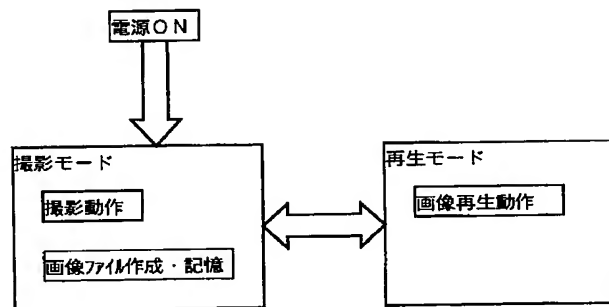 電源ON
撮影モード
撮影動作
画像ファイル作成・記憶
再生モード
画像再生動作